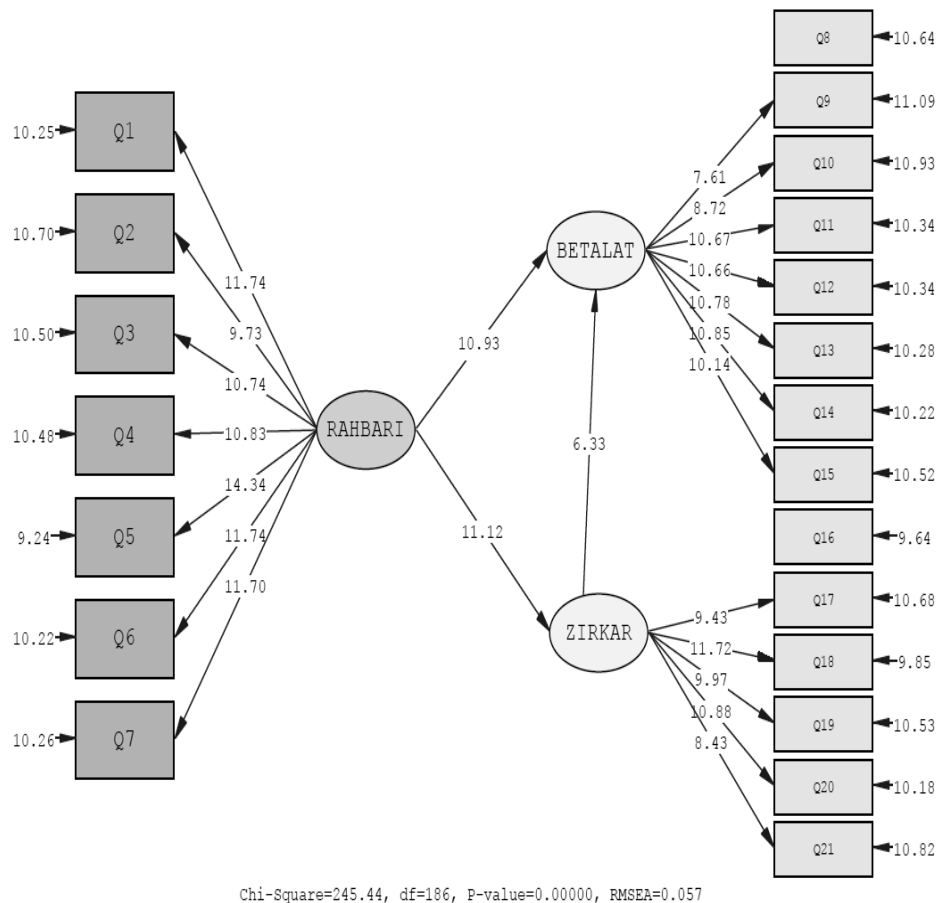 Q8
10.64
Q9
11.09
10.25
Q1
Q10
10.93
7.61
8.72
Q2
10.70
Q11
10.34
10.67
BETALAT
10.66
Q12
10.34
11.74
10.78
Q3
10.50
9.73
10.93
10.85
Q13
10.28
10.14
10.74
Q14
10.22
RAHBARI
10.83
Q4
10.48
6.33
Q15
10.52
14.34
Q5
9.24
11.74
11.12
Q16
9.64
11.70
Q17
10.68
9.43
Q6
10.22
ZIRKAR
11.72
Q18
9.85
9.97
10.88
Q19
10.53
Q7
10.26
8.43
Q20
10.18
Q21
10.82
Chi-Square=245.44, df=186, P-value=0.00000, RMSEA=0.057